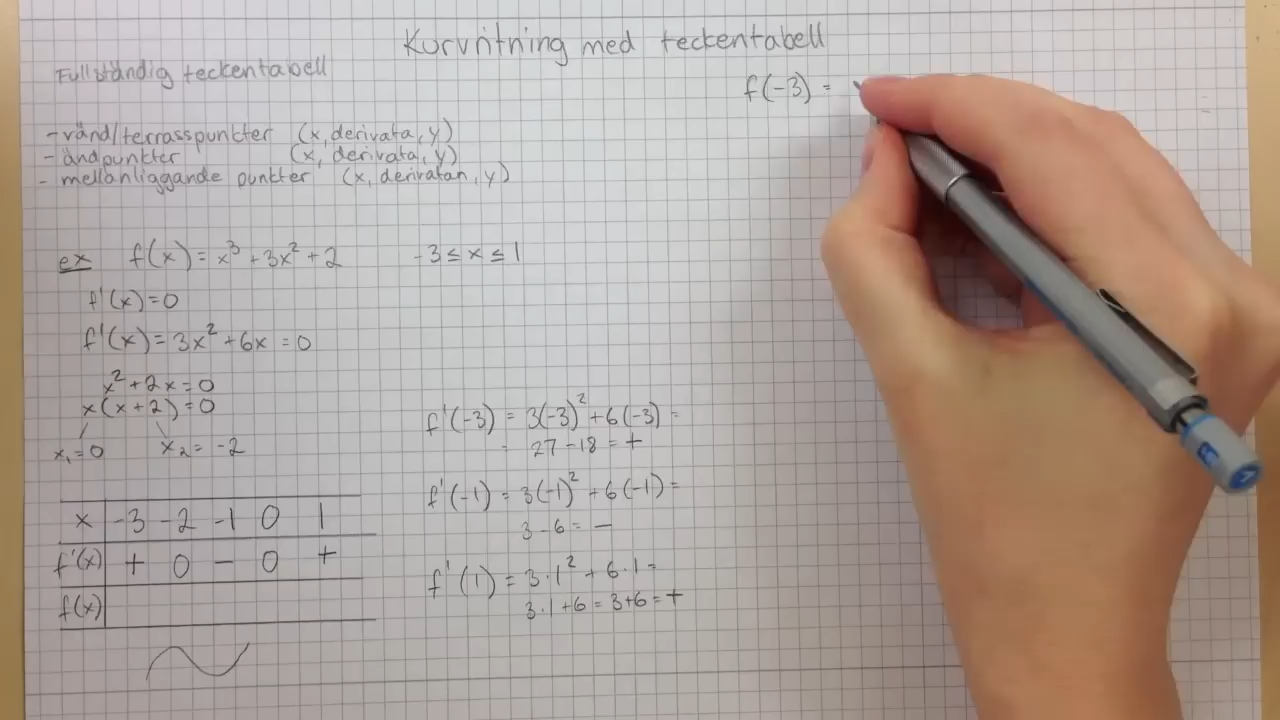 Kurvritning med teckentabell
Fullständig teckentabell
f(-3) =
- vänd/terrasspunkter (x, derivata, y)
- ändpunkter (x, derivata, y)
- mellanliggande punkter (x, derivatan, y)
ex f(x) = x³ + 3x² + 2 -3 ≤ x ≤ 1
f'(x) = 0
f'(x) = 3x² + 6x = 0
x² + 2x = 0
x(x+2) = 0
x₁ = 0 x₂ = -2
f'(-3) = 3(-3)² + 6(-3) =
= 27 - 18 = +
f'(-1) = 3(-1)² + 6(-1) =
3 - 6 = -
f'(1) = 3·1² + 6·1 =
3·1 + 6 = 3+6 = +
x -3 -2 -1 0 1
f'(x) + 0 - 0 +
f(x)